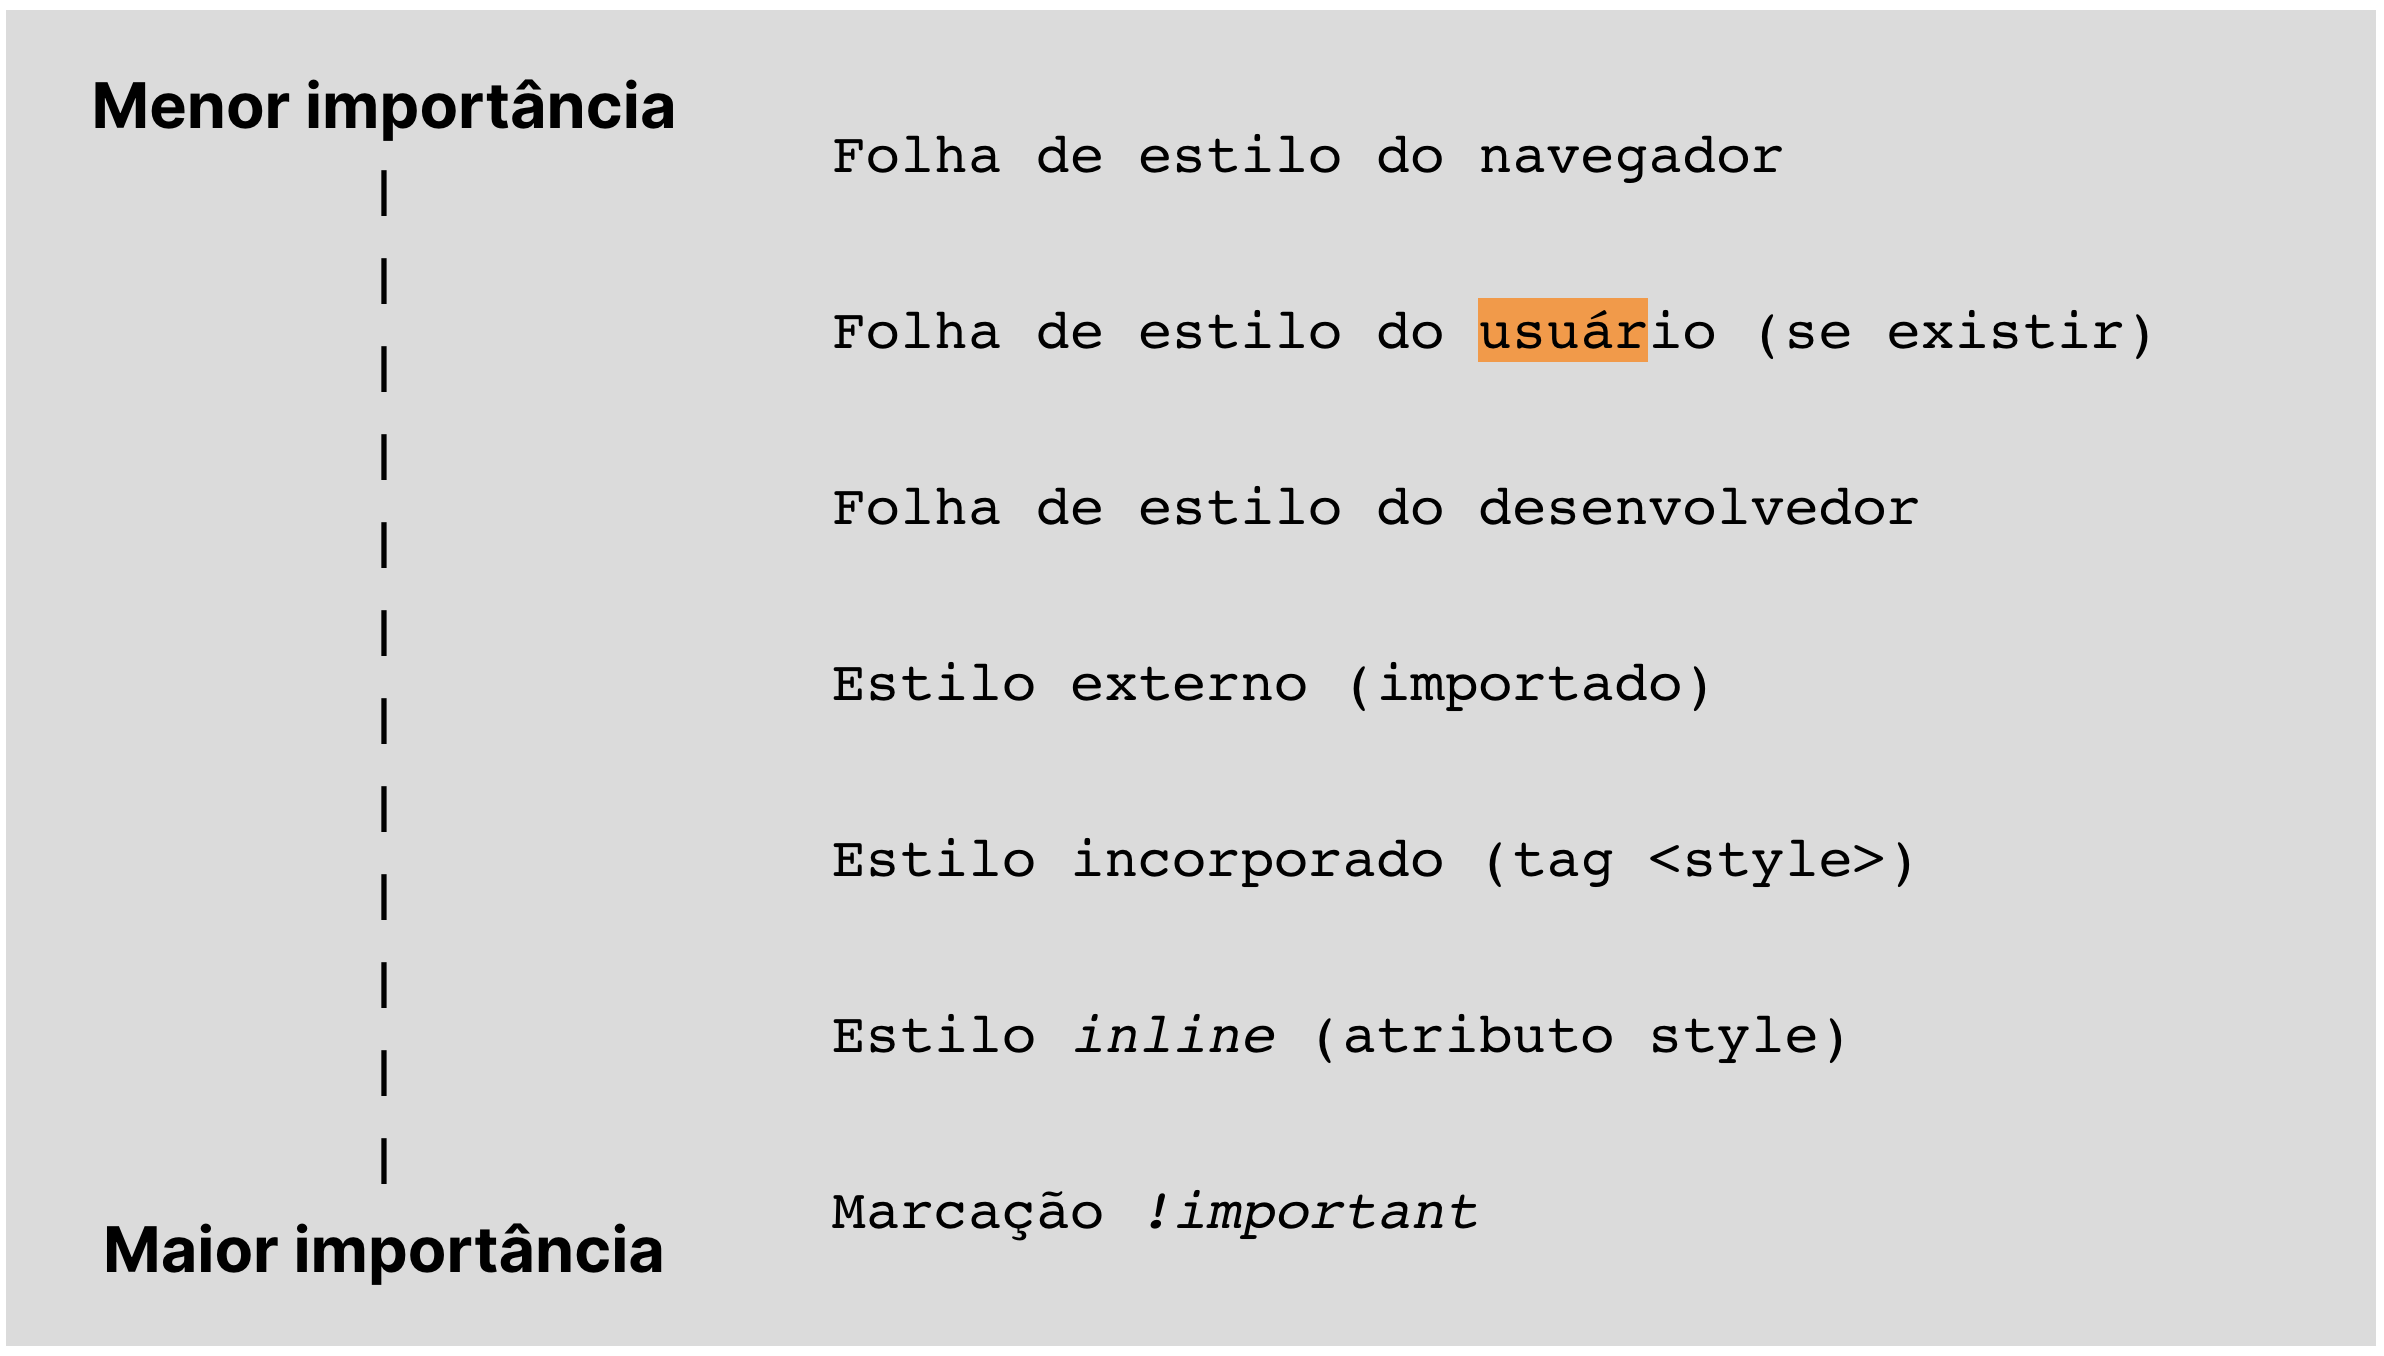 Menor importância
Folha de estilo do navegador
|
|
Folha de estilo do usuário (se existir)
|
|
Folha de estilo do desenvolvedor
|
|
Estilo externo (importado)
|
|
Estilo incorporado (tag <style>)
|
|
Estilo inline (atributo style)
|
|
Marcação !important
Maior importância